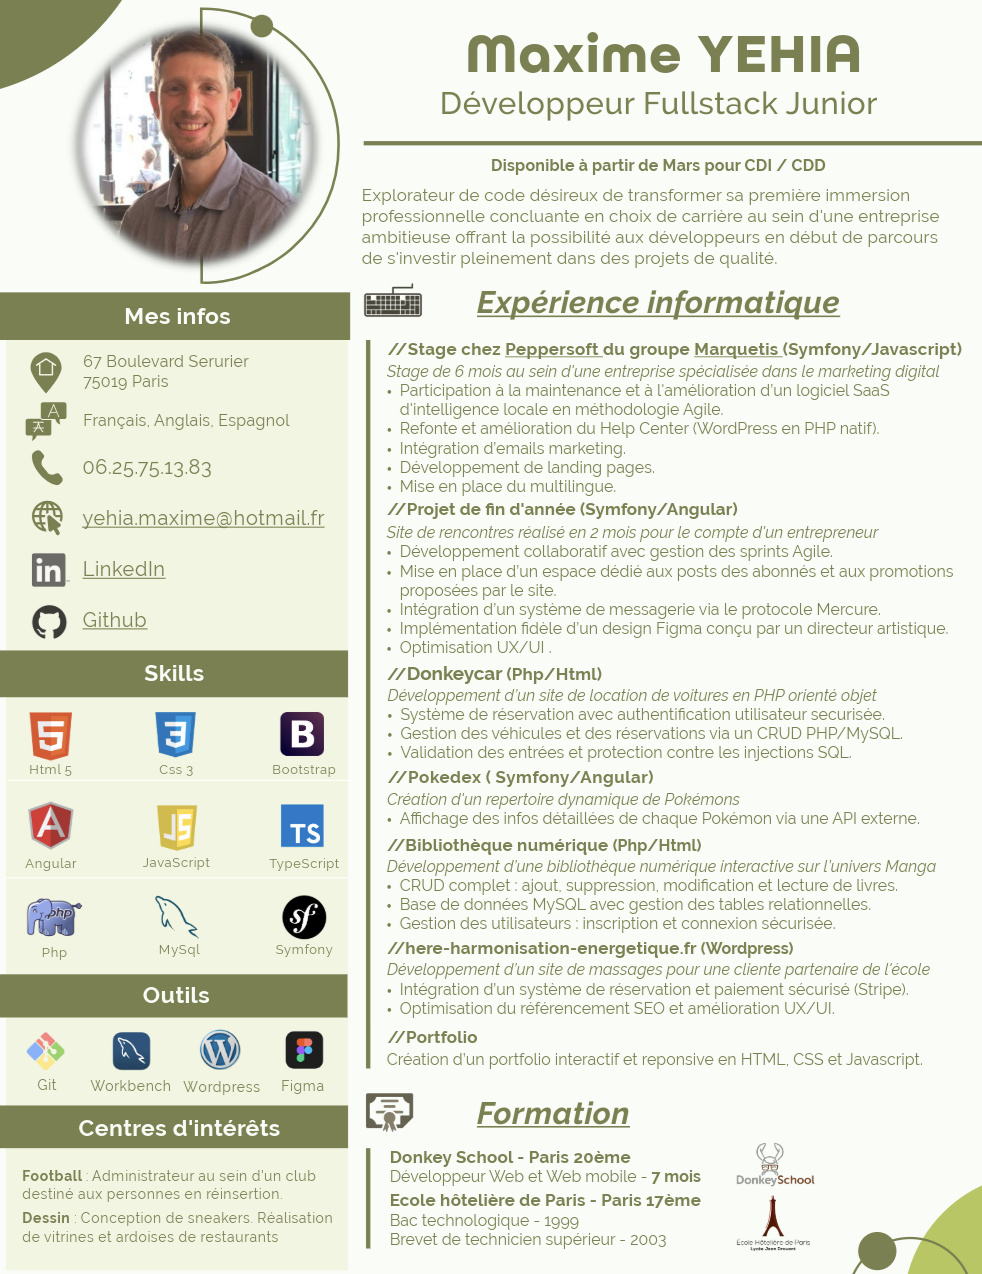 Maxime YEHIA
Développeur Fullstack Junior
Disponible à partir de Mars pour CDI / CDD
Explorateur de code désireux de transformer sa première immersion
professionnelle concluante en choix de carrière au sein d'une entreprise
ambitieuse offrant la possibilité aux développeurs en début de parcours
de s'investir pleinement dans des projets de qualité.
Mes infos
67 Boulevard Serurier
75019 Paris
Français, Anglais, Espagnol
06.25.75.13.83
yehia.maxime@hotmail.fr
in
LinkedIn
Github
Skills
5
3
B
Html 5
Css 3
Bootstrap
A
JS
TS
Angular
JavaScript
TypeScript
php
sf
Php
MySql
Symfony
Outils
Git
Workbench
Wordpress
Figma
Centres d'intérêts
Football : Administrateur au sein d'un club
destiné aux personnes en réinsertion.
Dessin : Conception de sneakers. Réalisation
de vitrines et ardoises de restaurants
Expérience informatique
//Stage chez Peppersoft du groupe Marquetis (Symfony/Javascript)
Stage de 6 mois au sein d'une entreprise spécialisée dans le marketing digital
• Participation à la maintenance et à l'amélioration d'un logiciel SaaS
d'intelligence locale en méthodologie Agile.
• Refonte et amélioration du Help Center (WordPress en PHP natif).
• Intégration d'emails marketing.
• Développement de landing pages.
• Mise en place du multilingue.
//Projet de fin d'année (Symfony/Angular)
Site de rencontres réalisé en 2 mois pour le compte d'un entrepreneur
• Développement collaboratif avec gestion des sprints Agile.
• Mise en place d'un espace dédié aux posts des abonnés et aux promotions
proposées par le site.
• Intégration d'un système de messagerie via le protocole Mercure.
• Implémentation fidèle d'un design Figma conçu par un directeur artistique.
• Optimisation UX/UI .
//Donkeycar (Php/Html)
Développement d'un site de location de voitures en PHP orienté objet
• Système de réservation avec authentification utilisateur securisée.
• Gestion des véhicules et des réservations via un CRUD PHP/MySQL.
• Validation des entrées et protection contre les injections SQL.
//Pokedex ( Symfony/Angular)
Création d'un repertoire dynamique de Pokémons
• Affichage des infos détaillées de chaque Pokémon via une API externe.
//Bibliothèque numérique (Php/Html)
Développement d'une bibliothèque numérique interactive sur l'univers Manga
• CRUD complet : ajout, suppression, modification et lecture de livres.
• Base de données MySQL avec gestion des tables relationnelles.
• Gestion des utilisateurs : inscription et connexion sécurisée.
//here-harmonisation-energetique.fr (Wordpress)
Développement d'un site de massages pour une cliente partenaire de l'école
• Intégration d'un système de réservation et paiement sécurisé (Stripe).
• Optimisation du référencement SEO et amélioration UX/UI.
//Portfolio
Création d'un portfolio interactif et reponsive en HTML, CSS et Javascript.
Formation
Donkey School - Paris 20ème
Développeur Web et Web mobile - 7 mois
Ecole hôtelière de Paris - Paris 17ème
Bac technologique - 1999
Brevet de technicien supérieur - 2003
DonkeySchool
Ecole Hôtelière de Paris
Lycée Jean Drouant